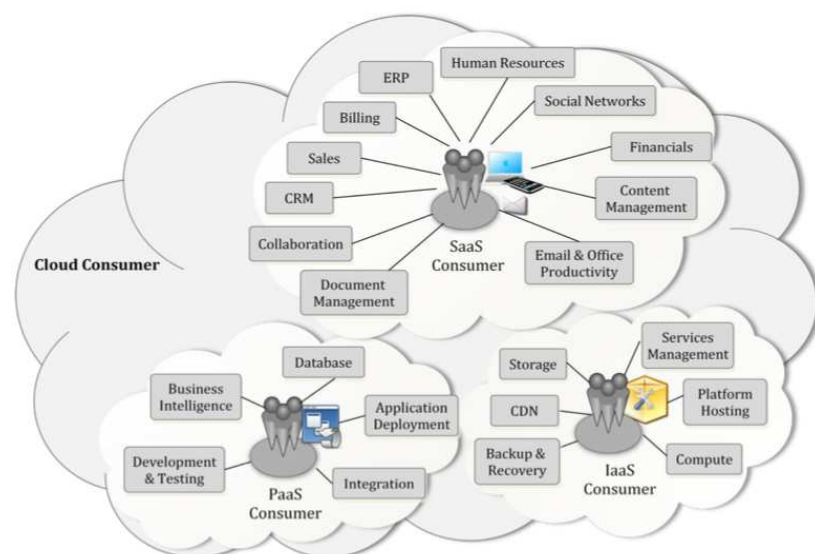 Human Resources
ERP
Social Networks
Billing
Financials
Sales
Content
Management
CRM
Collaboration
SaaS
Consumer
Email & Office
Productivity
Document
Management
Cloud Consumer
Database
Business
Intelligence
Application
Deployment
Development
& Testing
Integration
PaaS
Consumer
Services
Management
Storage
Platform
Hosting
CDN
Backup &
Recovery
Compute
IaaS
Consumer